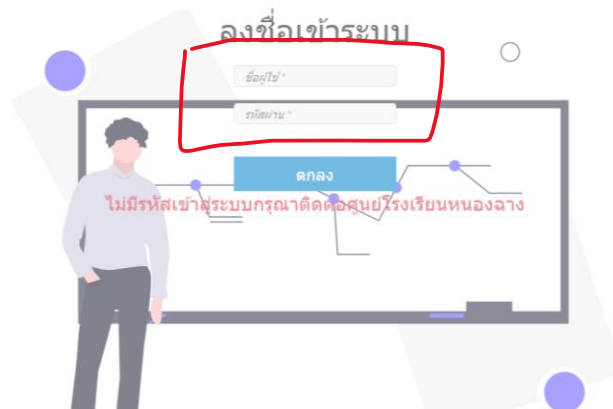 ลงชื่อเข้าระบบ
ชื่อผู้ใช้ *
รหัสผ่าน *
ตกลง
ไม่มีรหัสเข้าสู่ระบบกรุณาติดต่อศูนย์โรงเรียนหนองฉาง